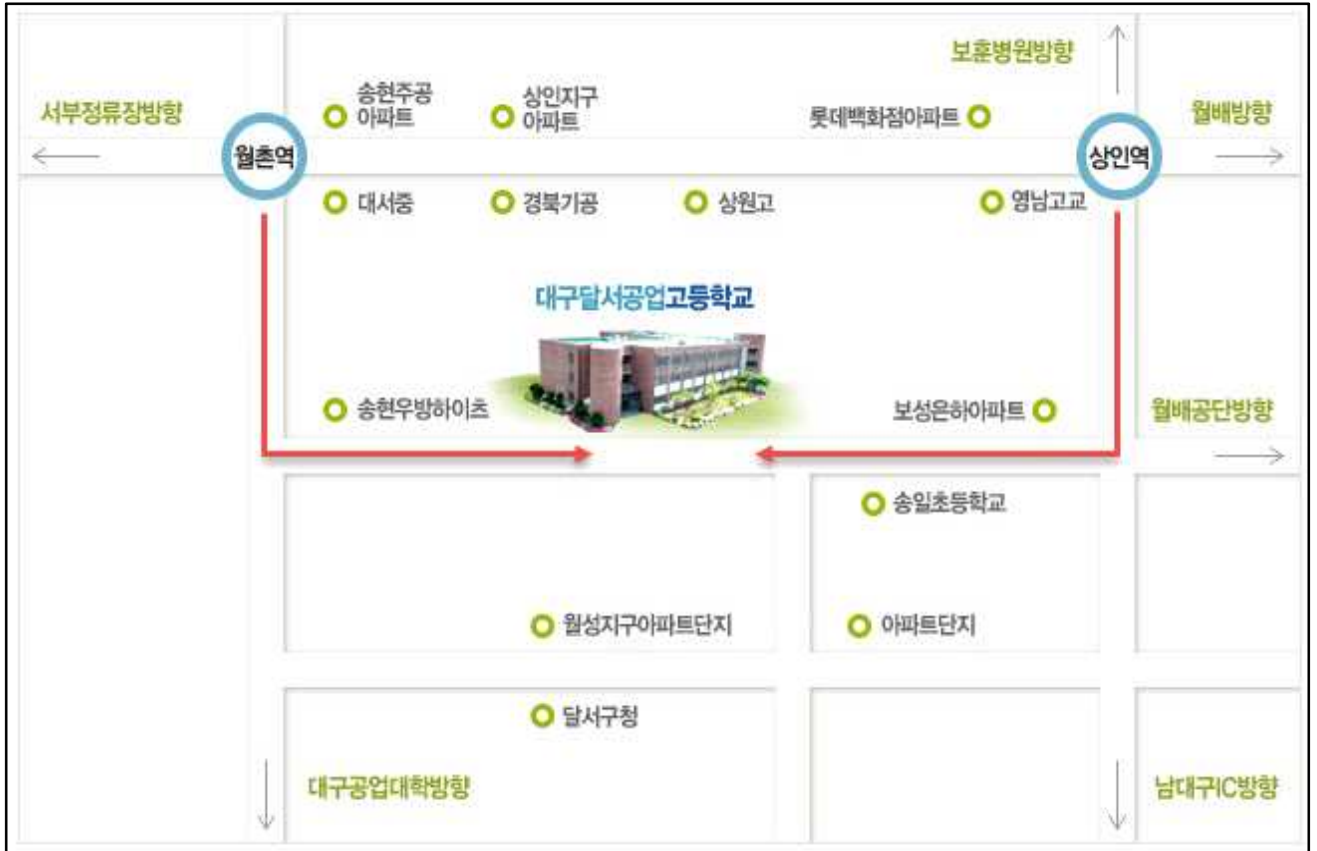 보훈병원방향
서부정류장방향
송현주공
아파트
상인지구
아파트
롯데백화점아파트
월배방향
월촌역
상인역
대서중
경북기공
상원고
영남고교
대구달서공업고등학교
송현우방하이츠
보성은하아파트
월배공단방향
송일초등학교
월성지구아파트단지
아파트단지
달서구청
대구공업대학방향
남대구IC방향